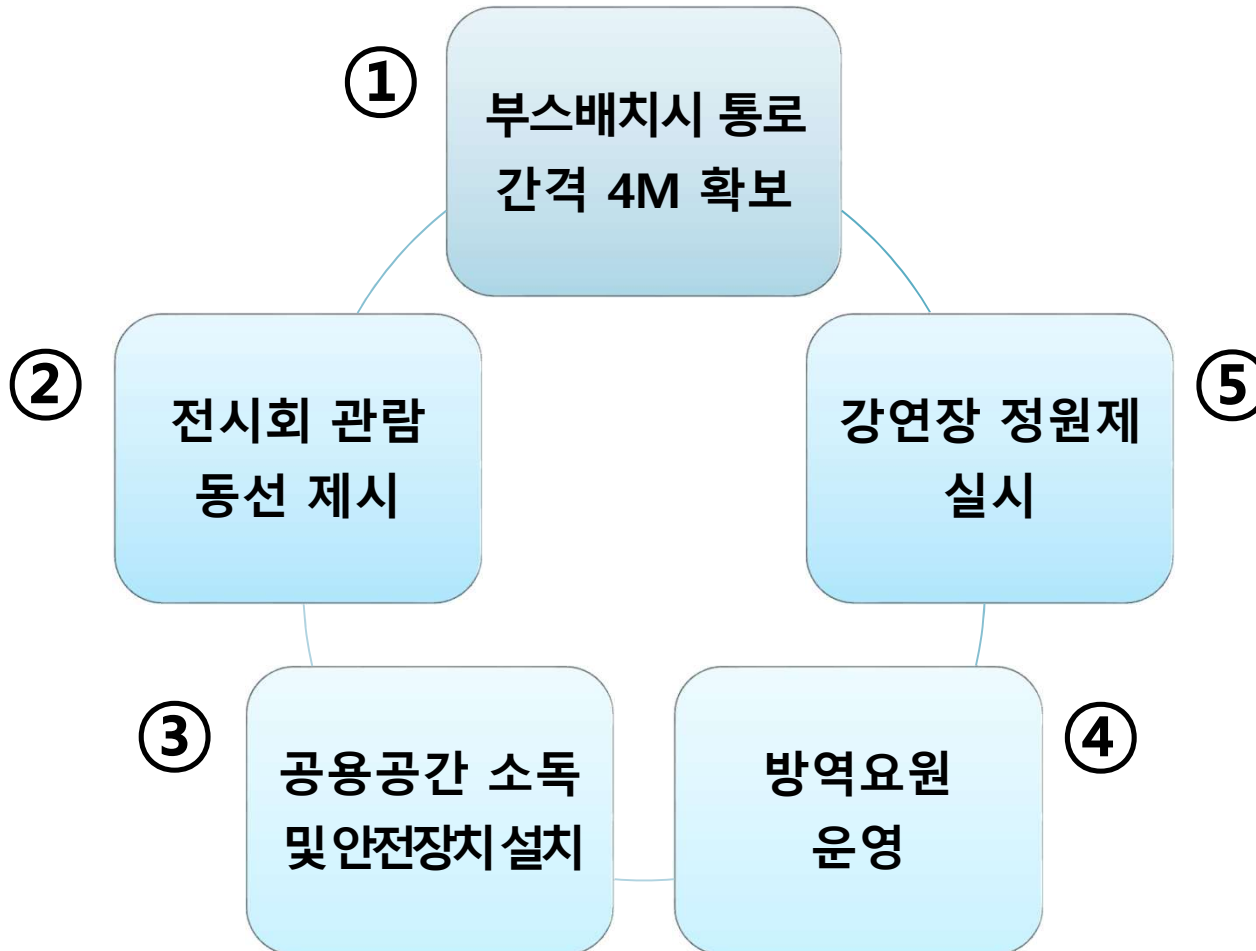 ①
부스배치시 통로
간격 4M 확보
②
전시회 관람
동선 제시
⑤
강연장 정원제
실시
③
공용공간 소독
및 안전장치 설치
④
방역요원
운영